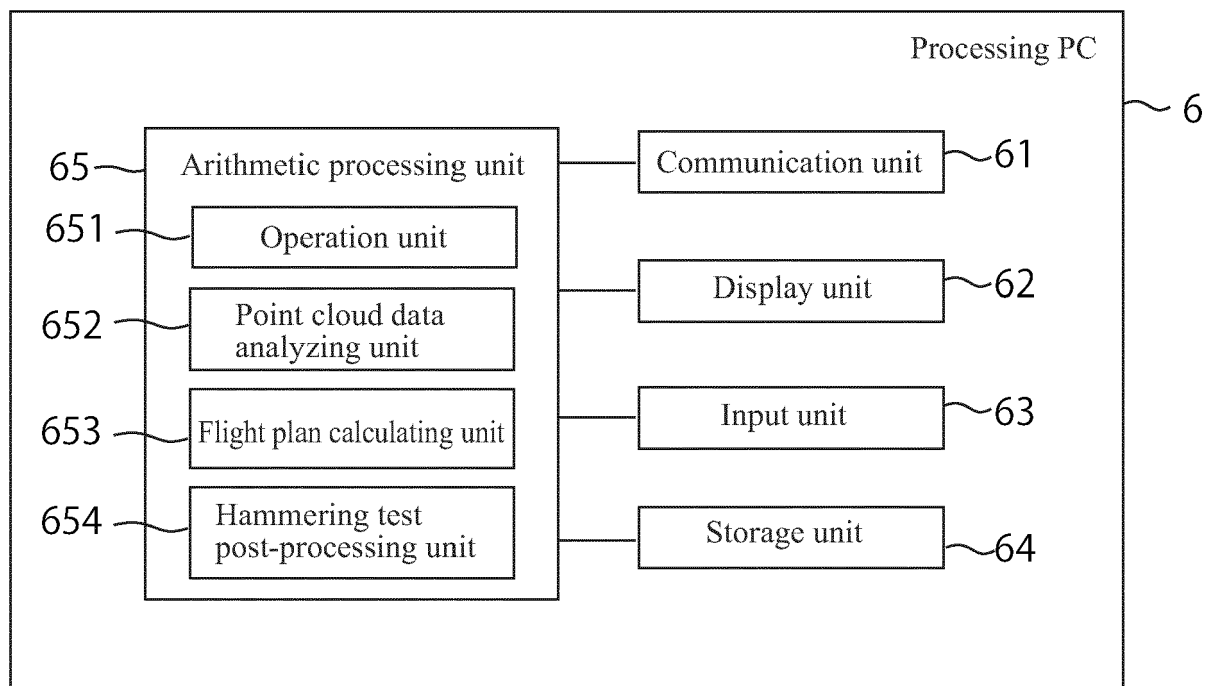 Processing PC
6
65
Arithmetic processing unit
651
Operation unit
652
Point cloud data
analyzing unit
653
Flight plan calculating unit
654
Hammering test
post-processing unit
Communication unit
61
Display unit
62
Input unit
63
Storage unit
64